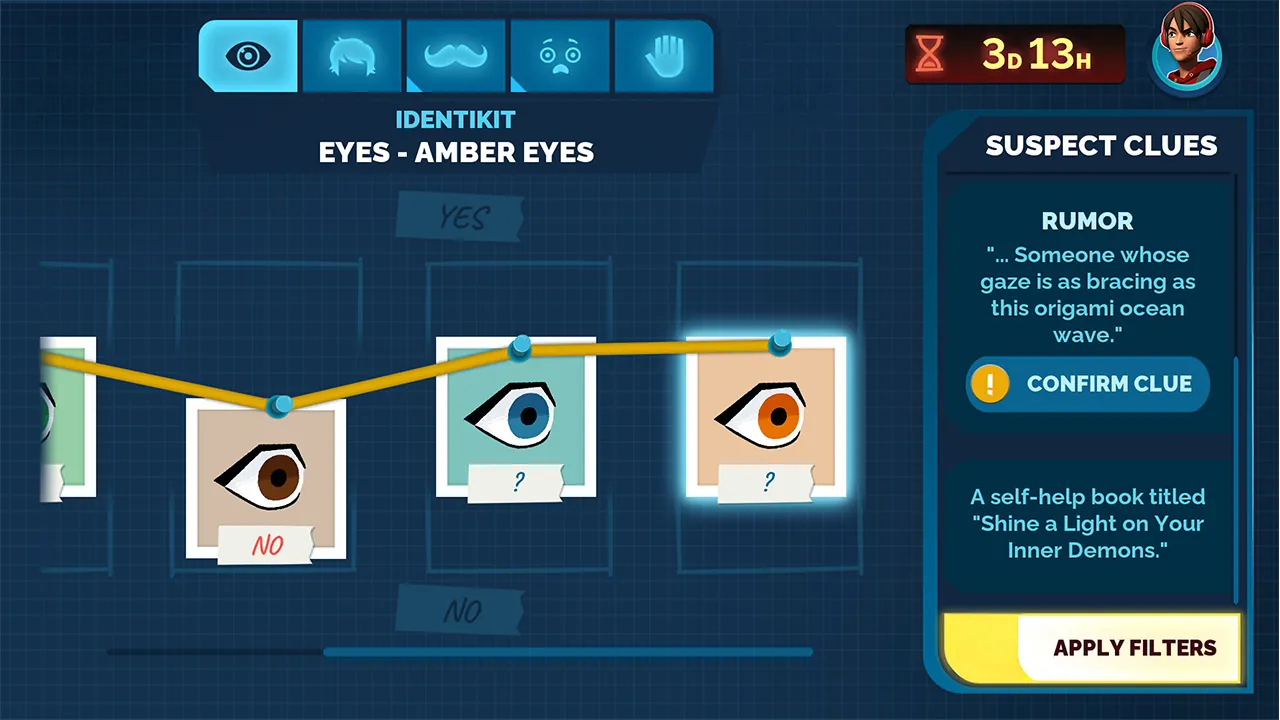 3D 13H
IDENTIKIT
EYES - AMBER EYES
SUSPECT CLUES
YES
RUMOR
"... Someone whose
gaze is as bracing as
this origami ocean
wave."
CONFIRM CLUE
?
?
NO
A self-help book titled
"Shine a Light on Your
Inner Demons."
NO
APPLY FILTERS